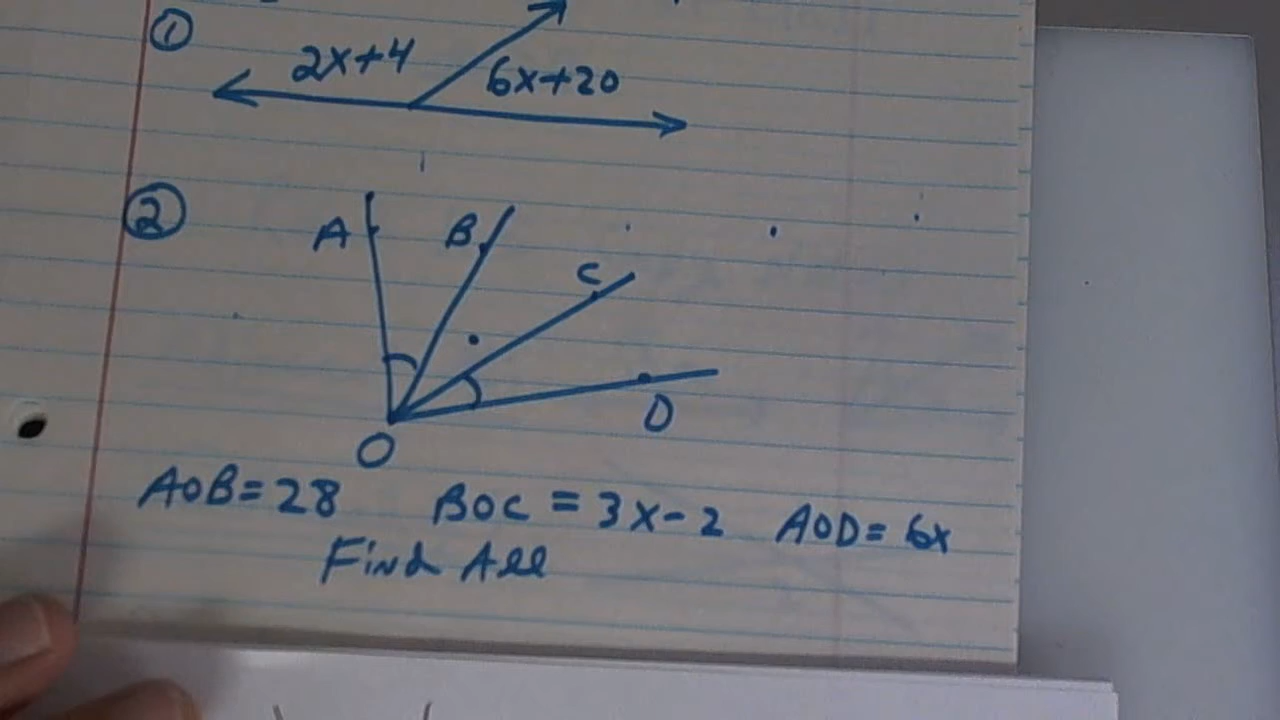 ①
2x+4
6x+20
②
A
B
C
D
O
AOB=28 BOC = 3x-2 AOD= 6x
Find All